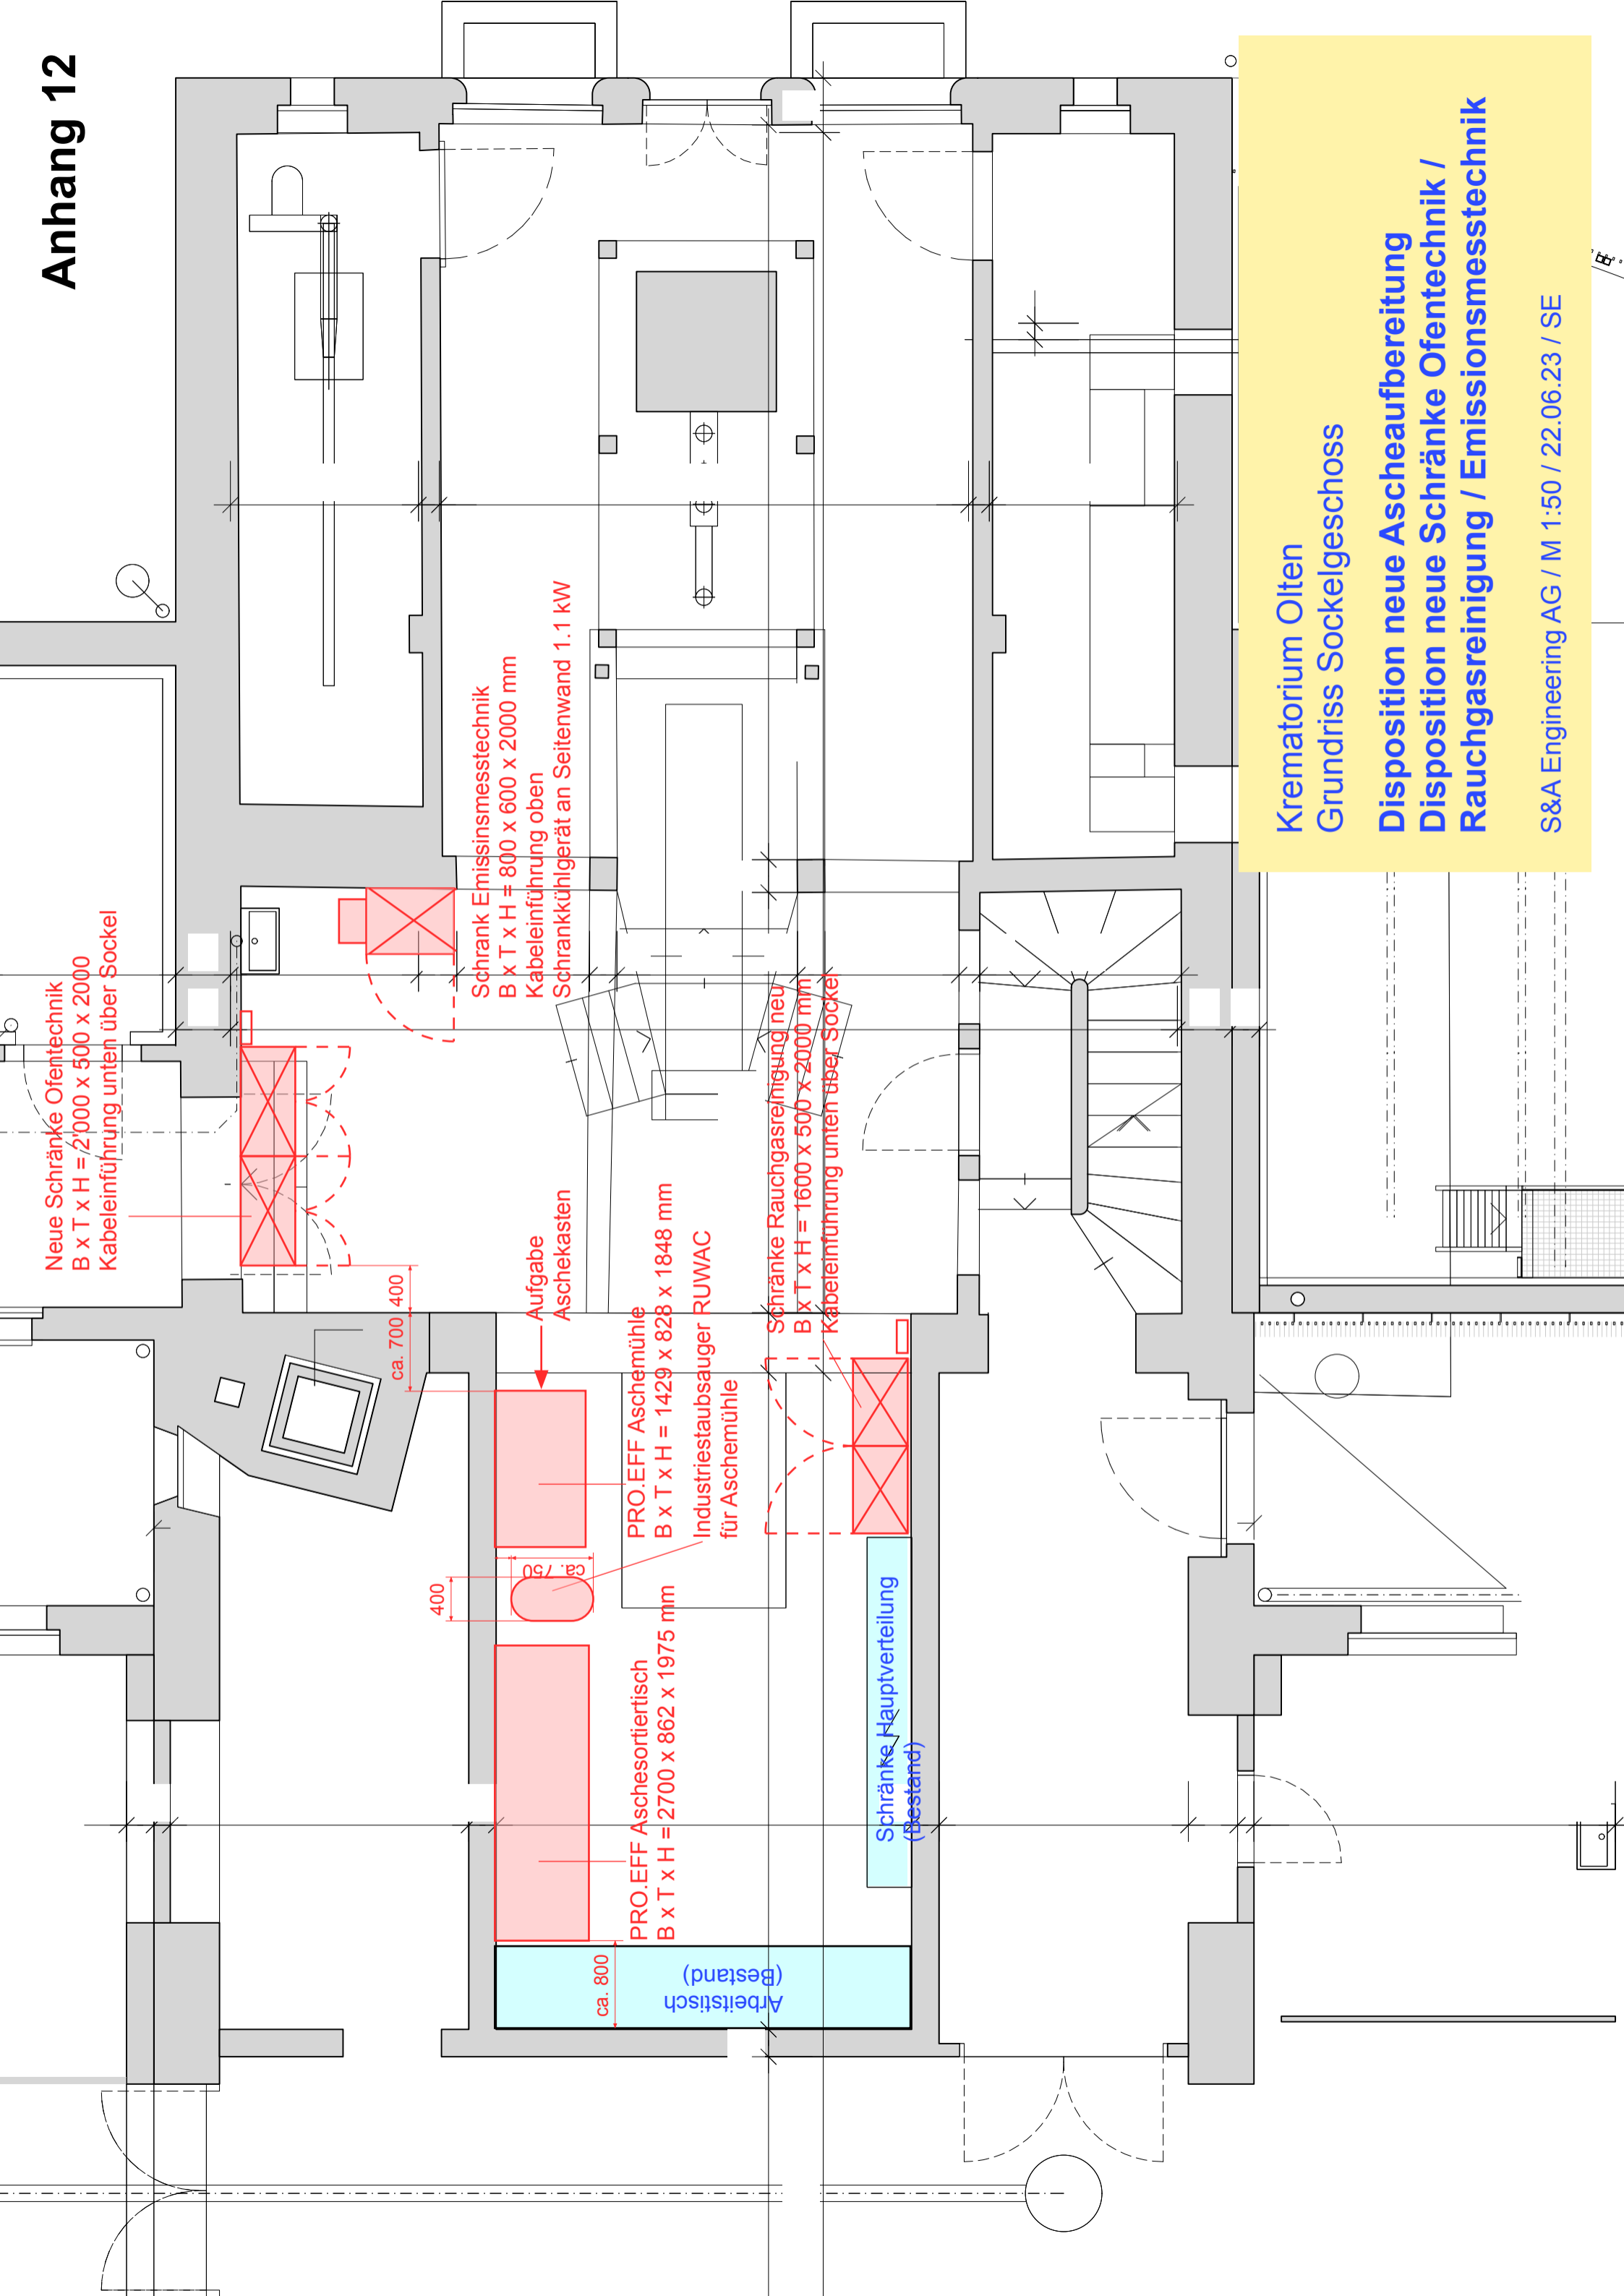 Anhang 12
Neue Schränke Ofentechnik
B x T x H = 2'000 x 500 x 2000
Kabeleinführung unten über Sockel
Schrank Emissinsmesstechnik
B x T x H = 800 x 600 x 2000 mm
Kabeleinführung oben
Schrankkühlgerät an Seitenwand 1.1 kW
ca. 700
400
Aufgabe
Aschekasten
PRO.EFF Aschemühle
B x T x H = 1429 x 828 x 1848 mm
Industriestaubsauger RUWAC
für Aschemühle
Schränke Rauchgasreinigung neu
B x T x H = 1600 x 500 x 2000 mm
Kabeleinführung unten über Sockel
400
ca. 750
PRO.EFF Aschesortiertisch
B x T x H = 2700 x 862 x 1975 mm
Schränke Hauptverteilung
(Bestand)
ca. 800
Arbeitstisch
(Bestand)
Krematorium Olten
Grundriss Sockelgeschoss
Disposition neue Ascheaufbereitung
Disposition neue Schränke Ofentechnik /
Rauchgasreinigung / Emissionsmesstechnik
S&A Engineering AG / M 1:50 / 22.06.23 / SE